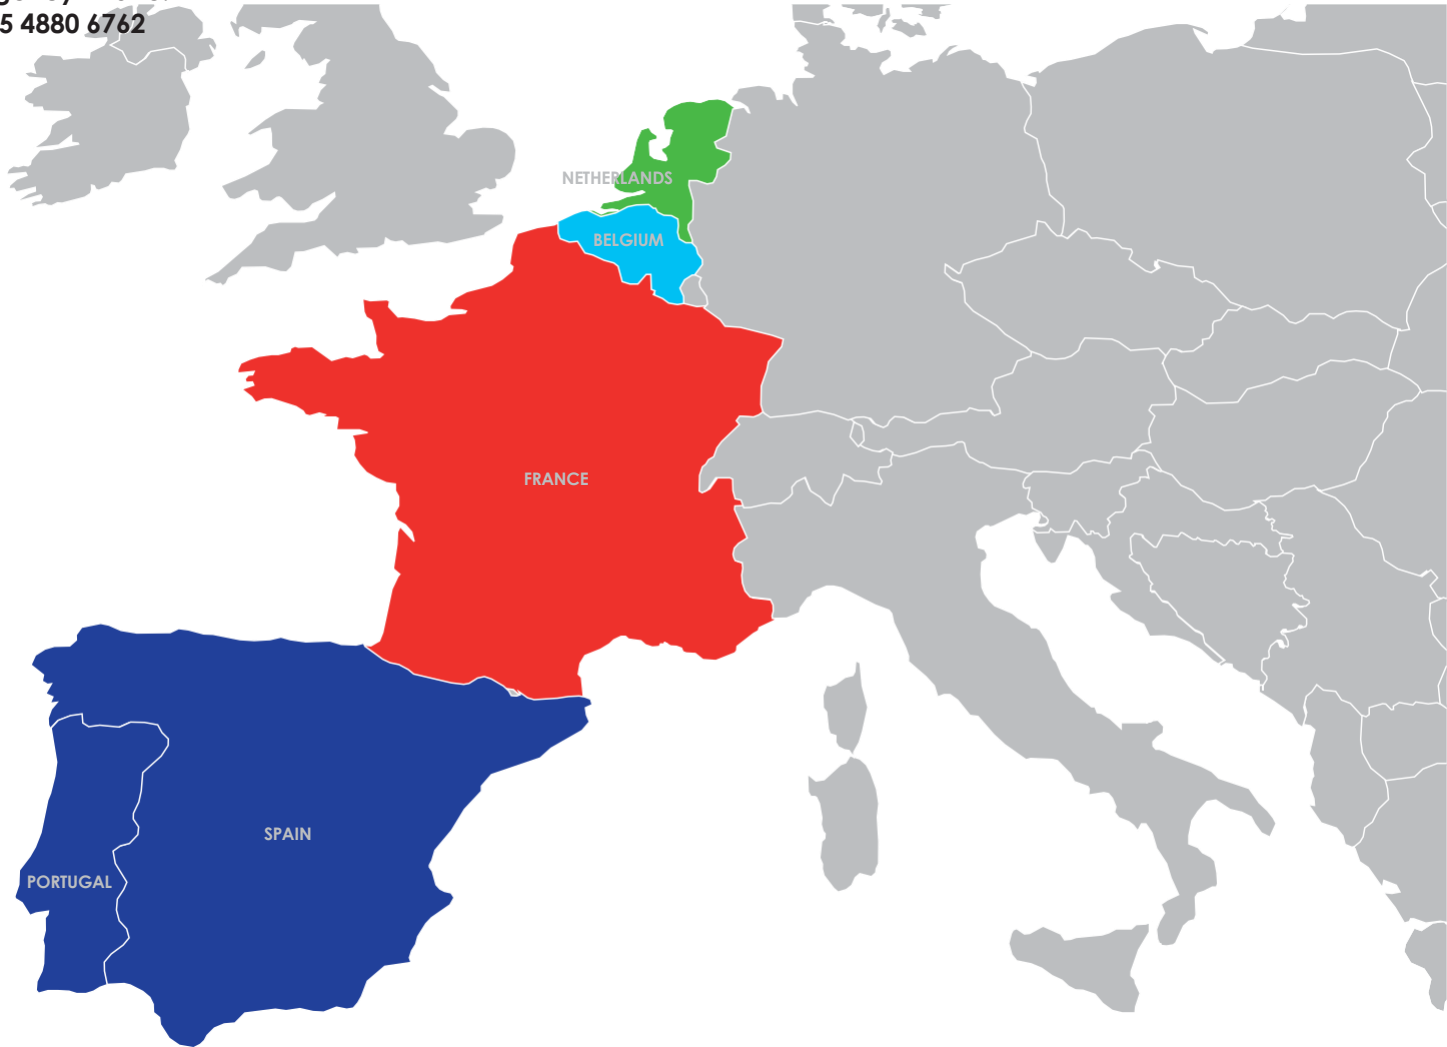 5 4880 6762
NETHERLANDS
BELGIUM
FRANCE
SPAIN
PORTUGAL